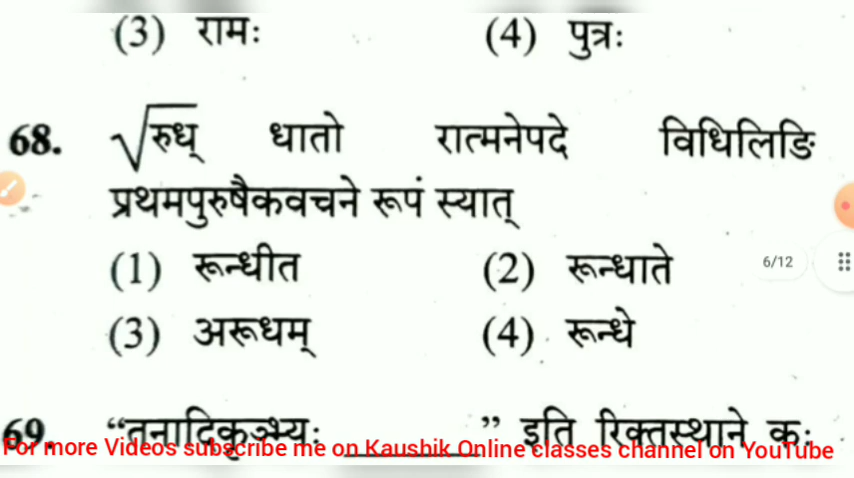 (3) रामः (4) पुत्रः
68. √रुध् धातो रात्मनेपदे विधिलिङि
प्रथमपुरुषैकवचने रूपं स्यात्
(1) रून्धीत (2) रून्धाते
6/12
(3) अरूधम् (4) रून्धे
69. “तनादिकृञ्भ्यः ________ ” इति रिक्तस्थाने कः
For more Videos subscribe me on Kaushik Online classes channel on YouTube